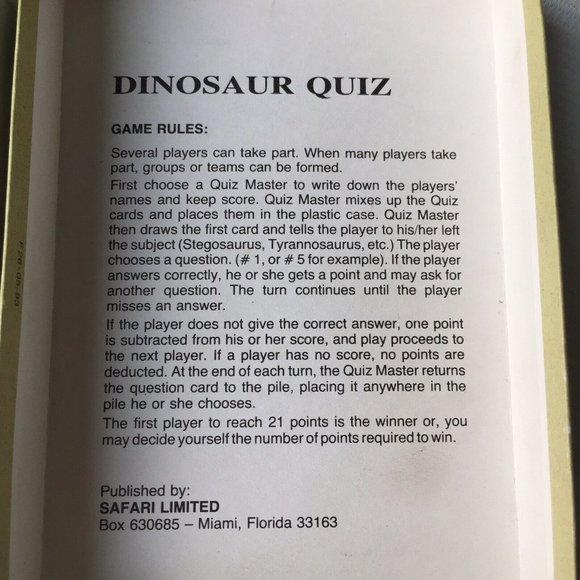 DINOSAUR QUIZ
GAME RULES:
Several players can take part. When many players take
part, groups or teams can be formed.
First choose a Quiz Master to write down the players'
names and keep score. Quiz Master mixes up the Quiz
cards and places them in the plastic case. Quiz Master
then draws the first card and tells the player to his/her left
the subject (Stegosaurus, Tyrannosaurus, etc.) The player
chooses a question. (# 1, or # 5 for example). If the player
answers correctly, he or she gets a point and may ask for
another question. The turn continues until the player
misses an answer.
If the player does not give the correct answer, one point
is subtracted from his or her score, and play proceeds to
the next player. If a player has no score, no points are
deducted. At the end of each turn, the Quiz Master returns
the question card to the pile, placing it anywhere in the
pile he or she chooses.
The first player to reach 21 points is the winner or, you
may decide yourself the number of points required to win.
Published by:
SAFARI LIMITED
Box 630685 – Miami, Florida 33163